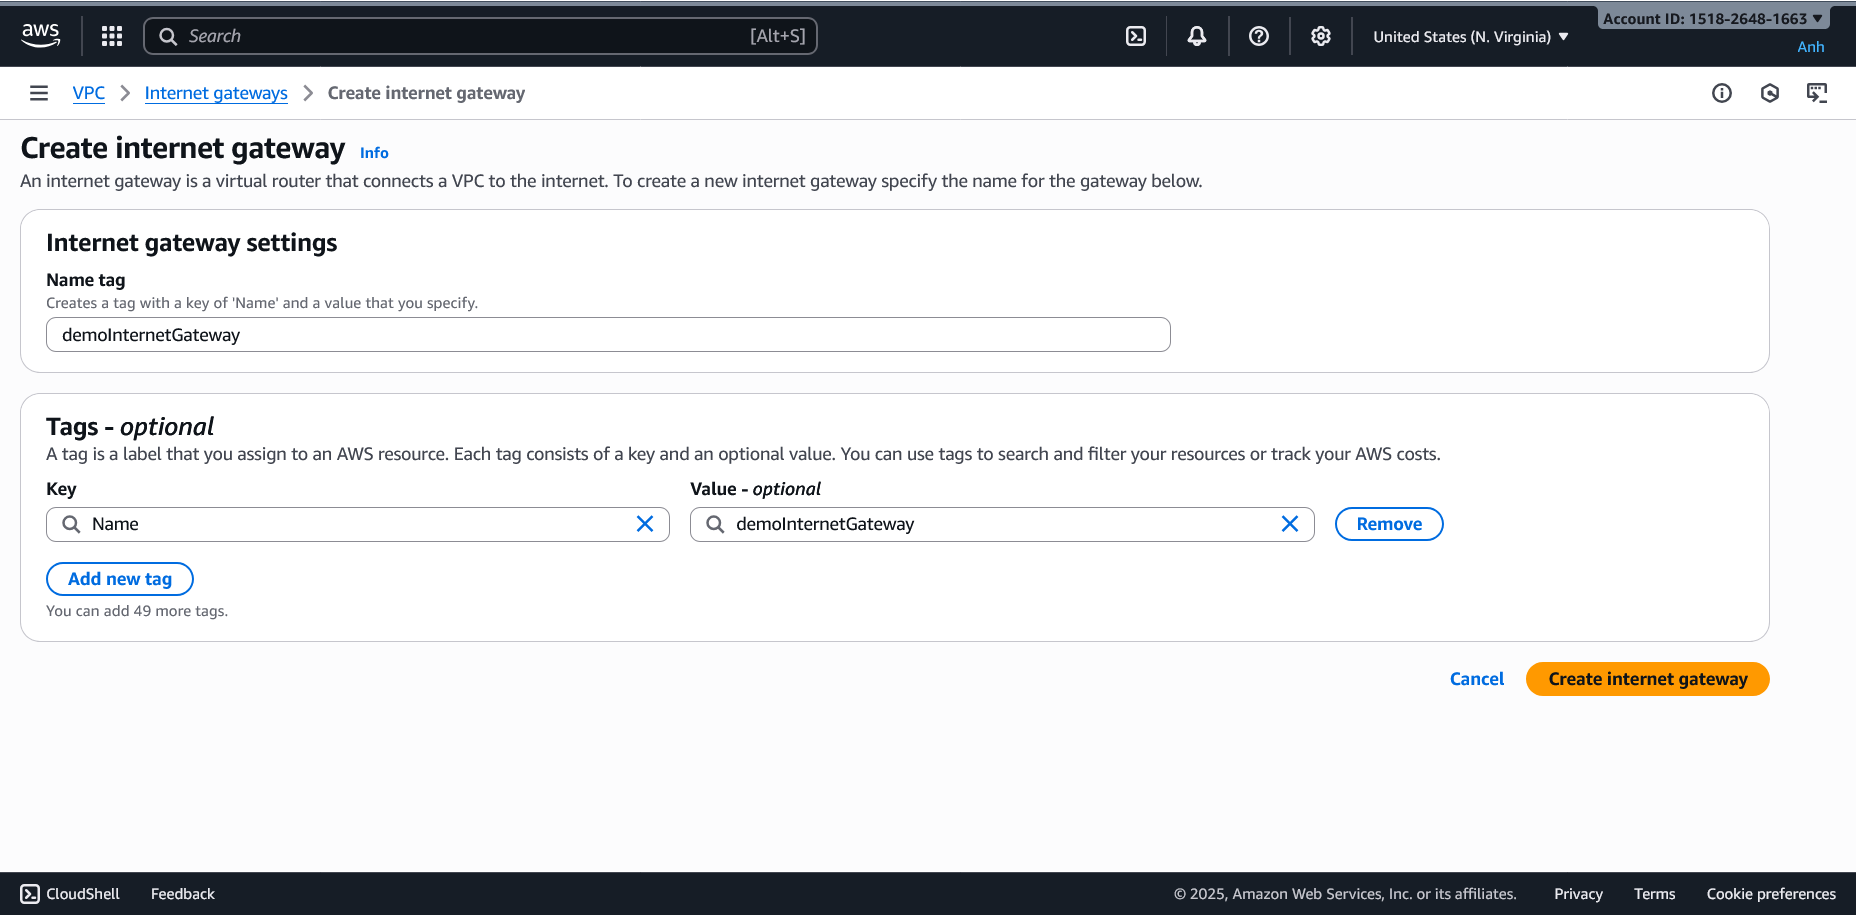 aws
Search [Alt+S]
United States (N. Virginia)
Account ID: 1518-2648-1663
Anh
VPC
Internet gateways
Create internet gateway
Create internet gateway Info
An internet gateway is a virtual router that connects a VPC to the internet. To create a new internet gateway specify the name for the gateway below.
Internet gateway settings
Name tag
Creates a tag with a key of 'Name' and a value that you specify.
demoInternetGateway
Tags - optional
A tag is a label that you assign to an AWS resource. Each tag consists of a key and an optional value. You can use tags to search and filter your resources or track your AWS costs.
Key
Value - optional
Name
demoInternetGateway
Remove
Add new tag
You can add 49 more tags.
Cancel
Create internet gateway
CloudShell
Feedback
© 2025, Amazon Web Services, Inc. or its affiliates.
Privacy
Terms
Cookie preferences